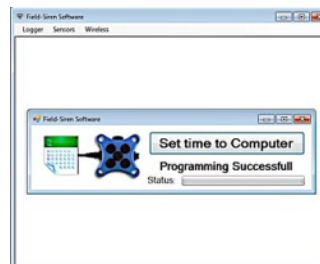 Field-Siren Software
Logger Sensors Wireless
Field-Siren Software
Set time to Computer
Programming Successfull
Status: